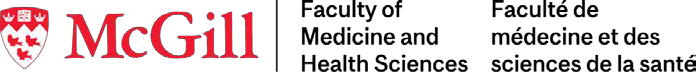 McGill
Faculty of
Medicine and
Health Sciences
Faculté de
médecine et des
sciences de la santé